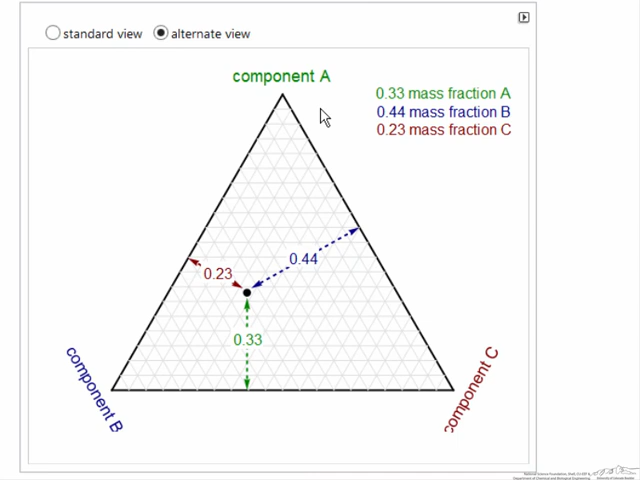 standard view
alternate view
component A
0.33 mass fraction A
0.44 mass fraction B
0.23 mass fraction C
0.44
0.23
0.33
component B
component C